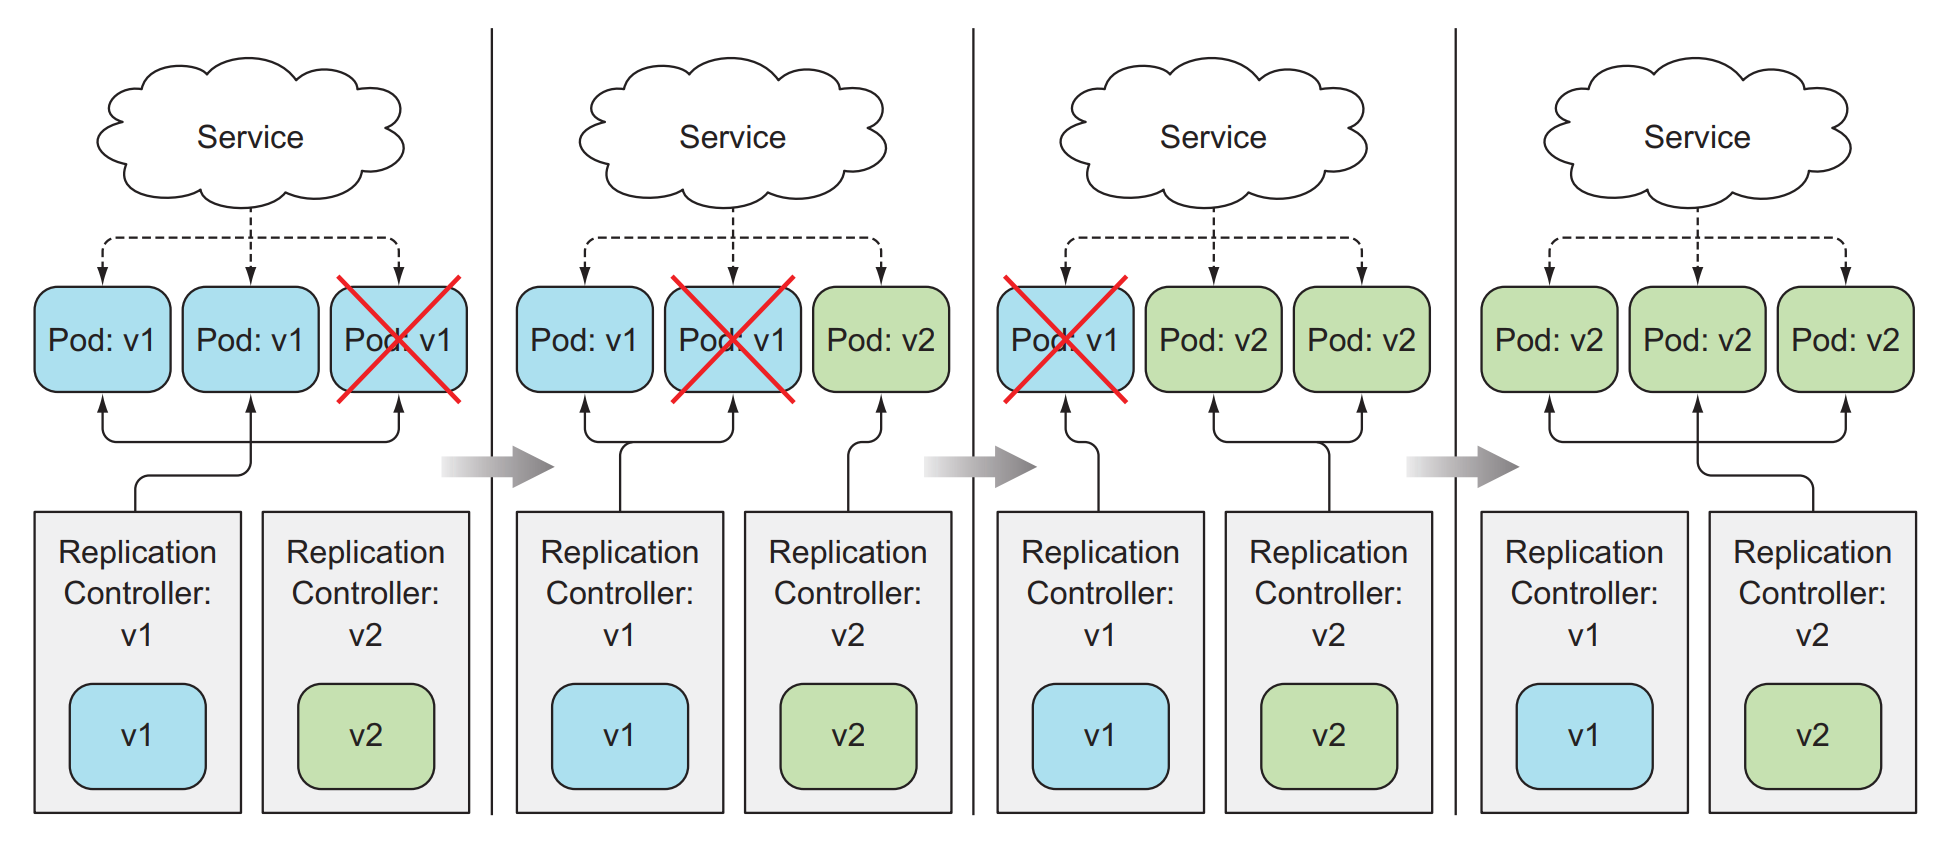 Service
Service
Service
Service
Pod: v1
Pod: v1
Pod: v1
Pod: v1
Pod: v1
Pod: v2
Pod: v1
Pod: v2
Pod: v2
Pod: v2
Pod: v2
Pod: v2
Replication
Controller:
v1
v1
Replication
Controller:
v2
v2
Replication
Controller:
v1
v1
Replication
Controller:
v2
v2
Replication
Controller:
v1
v1
Replication
Controller:
v2
v2
Replication
Controller:
v1
v1
Replication
Controller:
v2
v2